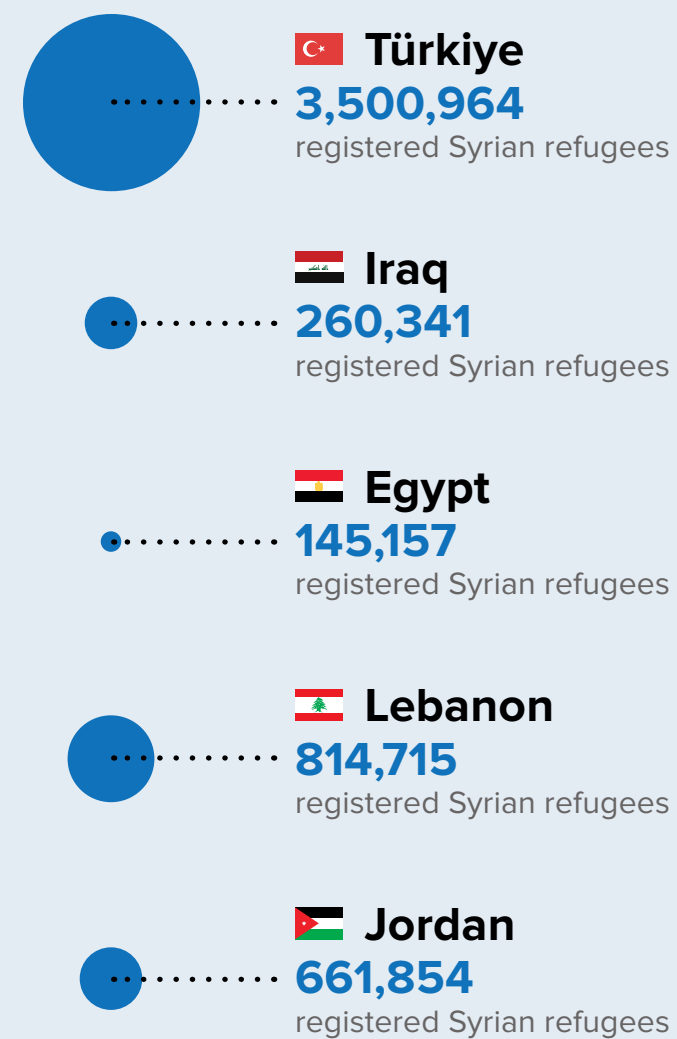 Türkiye
3,500,964
registered Syrian refugees
Iraq
260,341
registered Syrian refugees
Egypt
145,157
registered Syrian refugees
Lebanon
814,715
registered Syrian refugees
Jordan
661,854
registered Syrian refugees